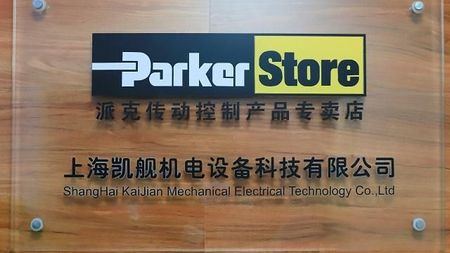 Parker Store
派克传动控制产品专卖店
上海凯舰机电设备科技有限公司
ShangHai KaiJian Mechanical Electrical Technology Co.,Ltd